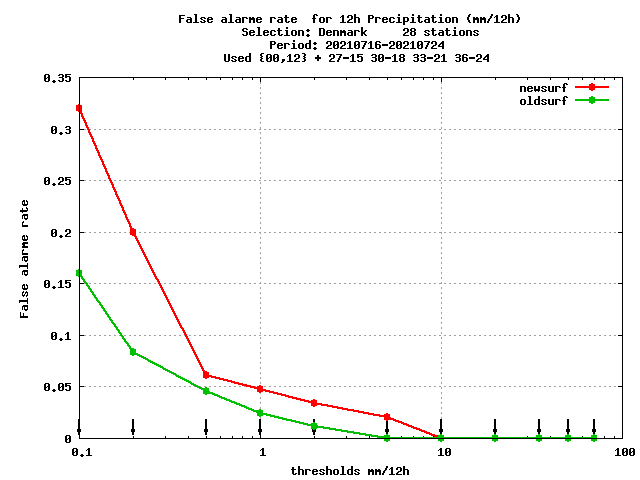 False alarme rate  for 12h Precipitation (mm/12h)
Selection: Denmark     28 stations
Period: 20210716-20210724
Used {00,12} + 27-15 30-18 33-21 36-24
newsurf
oldsurf
False alarme rate
0.35
0.3
0.25
0.2
0.15
0.1
0.05
0
0.1 1 10 100
thresholds mm/12h